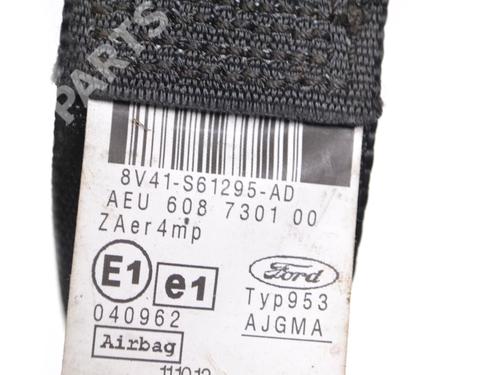 PARTS
8V41-S61295-AD
AEU 608 7301 00
ZAer4mp
E1 e1 Ford
Typ953
040962 AJGMA
Airbag